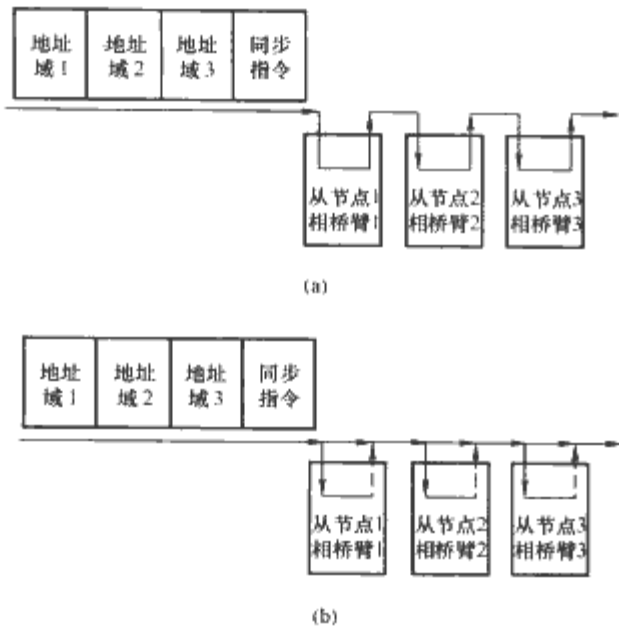 地址 地址 地址 同步
域1 域2 域3 指令
从节点1 从节点2 从节点3
相桥臂1 相桥臂2 相桥臂3
(a)
地址 地址 地址 同步
域1 域2 域3 指令
从节点1 从节点2 从节点3
相桥臂1 相桥臂2 相桥臂3
(b)